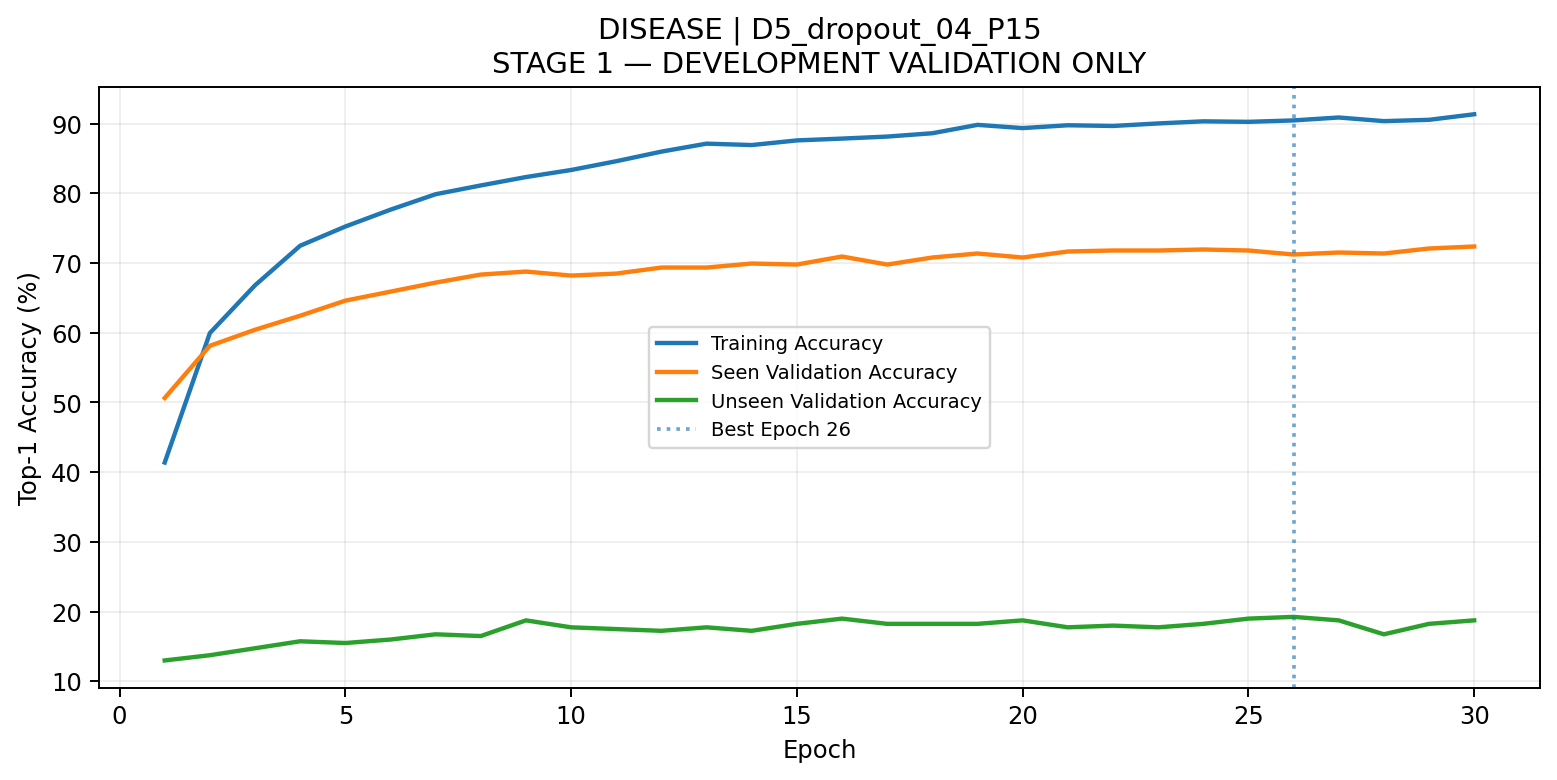 DISEASE | D5_dropout_04_P15
STAGE 1 — DEVELOPMENT VALIDATION ONLY
Top-1 Accuracy (%)
90
80
70
60
50
40
30
20
10
Training Accuracy
Seen Validation Accuracy
Unseen Validation Accuracy
Best Epoch 26
0 5 10 15 20 25 30
Epoch